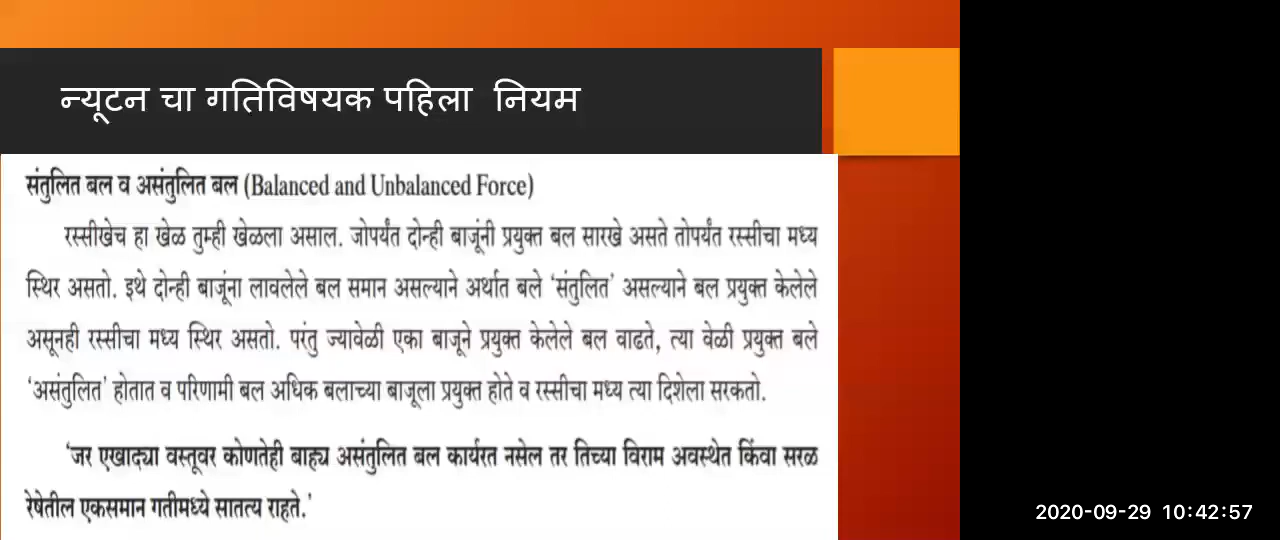 न्यूटन चा गतिविषयक पहिला नियम
संतुलित बल व असंतुलित बल (Balanced and Unbalanced Force)
रस्सीखेच हा खेळ तुम्ही खेळला असाल. जोपर्यंत दोन्ही बाजूंनी प्रयुक्त बल सारखे असते तोपर्यंत रस्सीचा मध्य
स्थिर असतो. इथे दोन्ही बाजूंना लावलेले बल समान असल्याने अर्थात बले ‘संतुलित’ असल्याने बल प्रयुक्त केलेले
असूनही रस्सीचा मध्य स्थिर असतो. परंतु ज्यावेळी एका बाजूने प्रयुक्त केलेले बल वाढते, त्या वेळी प्रयुक्त बले
‘असंतुलित’ होतात व परिणामी बल अधिक बलाच्या बाजूला प्रयुक्त होते व रस्सीचा मध्य त्या दिशेला सरकतो.
‘जर एखाद्या वस्तूवर कोणतेही बाह्य असंतुलित बल कार्यरत नसेल तर तिच्या विराम अवस्थेत किंवा सरळ
रेषेतील एकसमान गतीमध्ये सातत्य राहते.’
2020-09-29 10:42:57